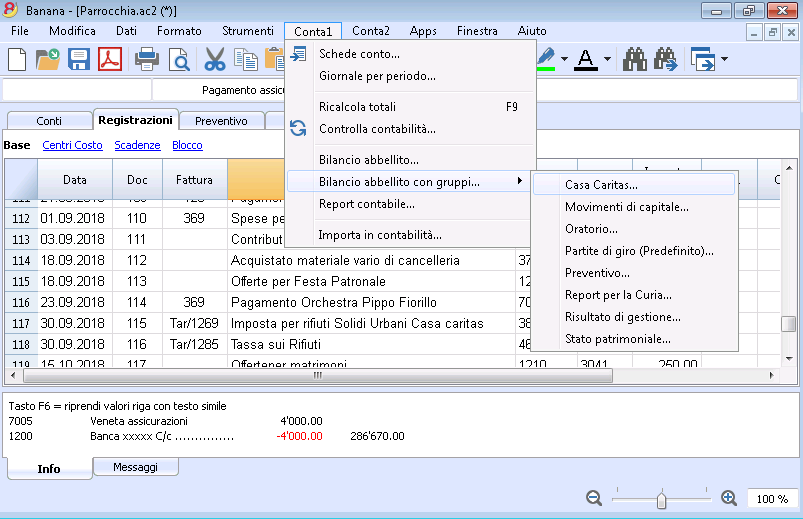 Banana - [Parrocchia.ac2 (*)]
File Modifica Dati Formato Strumenti Conta1 Conta2 Apps Finestra Aiuto
Schede conto...
Giornale per periodo...
Pagamento assicu
Ricalcola totali F9
Controlla contabilità...
Bilancio abbellito...
Bilancio abbellito con gruppi...
Report contabile...
Importa in contabilità...
Casa Caritas...
Movimenti di capitale...
Oratorio...
Partite di giro (Predefinito)...
Preventivo...
Report per la Curia...
Risultato di gestione...
Stato patrimoniale...
Conti Registrazioni Preventivo
Base Centri Costo Scadenze Blocco
Data Doc Fattura
112 01.09.2018 110 369 Spese pe
113 03.09.2018 111 Contribut
114 18.09.2018 112 Acquistato materiale vario di cancelleria 37
115 18.09.2018 113 Offerte per Festa Patronale 12
116 23.09.2018 114 369 Pagamento Orchestra Pippo Fiorillo 70
117 30.09.2018 115 Tar/1269 Imposta per rifiuti Solidi Urbani Casa caritas 38
118 30.09.2018 116 Tar/1285 Tassa sui Rifiuti 46
119 15.10.2018 117 Offertener matrimoni 1210 3041 250.00
Tasto F6 = riprendi valori riga con testo simile
7005 Veneta assicurazioni 4'000.00
1200 Banca xxxxx C/c ............... -4'000.00 286'670.00
Info Messaggi
100 %